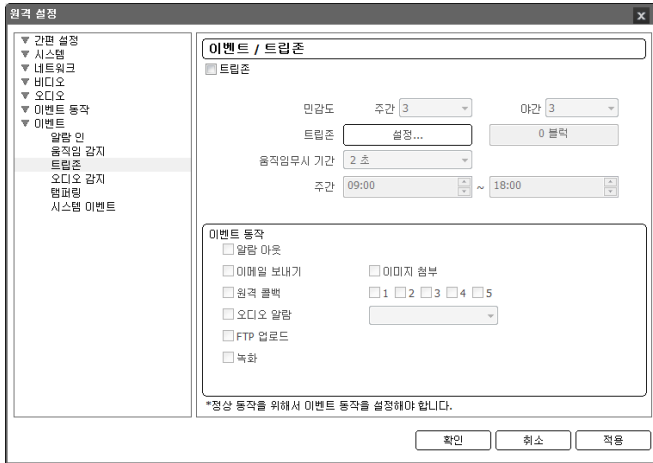 원격 설정
x
간편 설정
시스템
네트워크
비디오
오디오
이벤트 동작
이벤트
알람 인
움직임 감지
트립존
오디오 감지
탬퍼링
시스템 이벤트
이벤트 / 트립존
트립존
민감도 주간 3 야간 3
트립존 설정... 0 블럭
움직임무시 기간 2 초
주간 09:00 ~ 18:00
이벤트 동작
알람 아웃
이메일 보내기 이미지 첨부
원격 콜백 1 2 3 4 5
오디오 알람
FTP 업로드
녹화
*정상 동작을 위해서 이벤트 동작을 설정해야 합니다.
확인 취소 적용